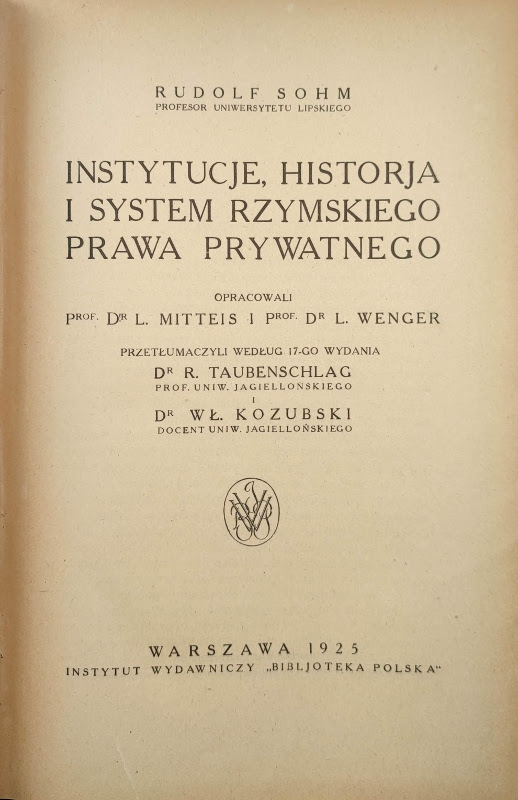 RUDOLF SOHM
PROFESOR UNIWERSYTETU LIPSKIEGO
INSTYTUCJE, HISTORJA
I SYSTEM RZYMSKIEGO
PRAWA PRYWATNEGO
OPRACOWALI
PROF. DR L. MITTEIS I PROF. DR L. WENGER
PRZETŁUMACZYLI WEDŁUG 17-GO WYDANIA
DR R. TAUBENSCHLAG
PROF. UNIW. JAGIELLOŃSKIEGO
I
DR WŁ. KOZUBSKI
DOCENT UNIW. JAGIELLOŃSKIEGO
WARSZAWA 1925
INSTYTUT WYDAWNICZY „BIBLJOTEKA POLSKA"